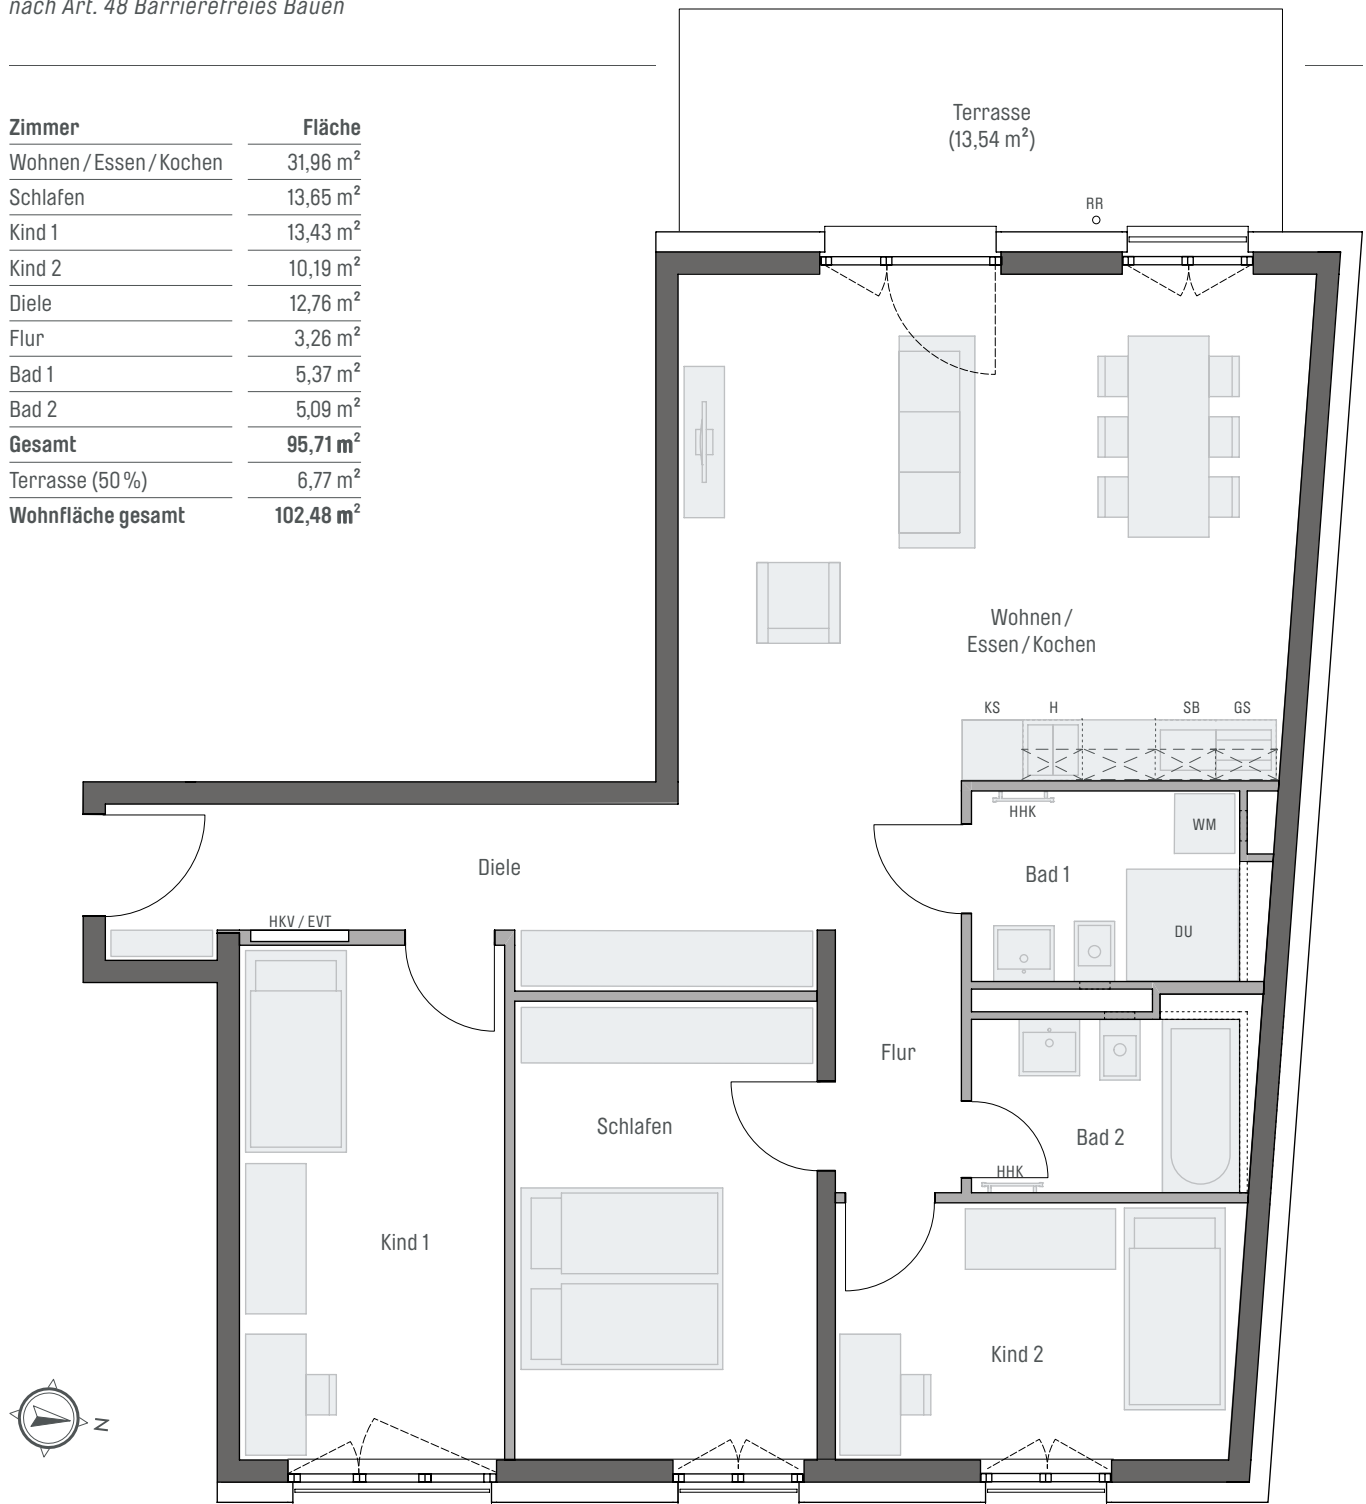 nach Art. 48 Barrierefreies Bauen
Zimmer Fläche
Wohnen / Essen / Kochen 31,96 m²
Schlafen 13,65 m²
Kind 1 13,43 m²
Kind 2 10,19 m²
Diele 12,76 m²
Flur 3,26 m²
Bad 1 5,37 m²
Bad 2 5,09 m²
Gesamt 95,71 m²
Terrasse (50 %) 6,77 m²
Wohnfläche gesamt 102,48 m²
Terrasse
(13,54 m²)
RR
Wohnen /
Essen / Kochen
KS H SB GS
HHK
WM
Bad 1
DU
Diele
HKV / EVT
Flur
Schlafen
Bad 2
HHK
Kind 1
Kind 2
N